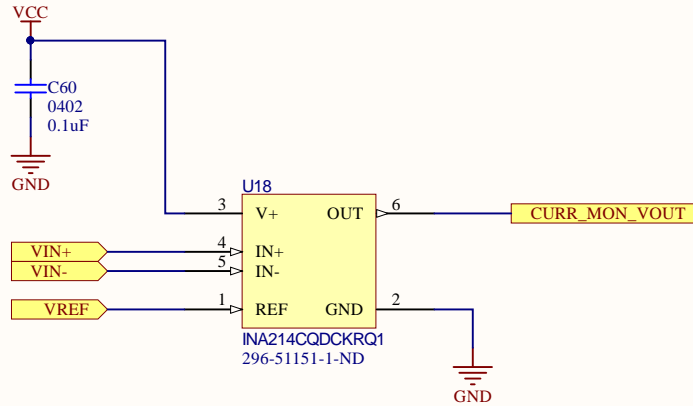 VCC
C60
0402
0.1uF
GND
U18
3 V+ OUT 6 CURR_MON_VOUT
VIN+ 4 IN+
VIN- 5 IN-
VREF 1 REF GND 2
INA214CQDCKRQ1
296-51151-1-ND
GND